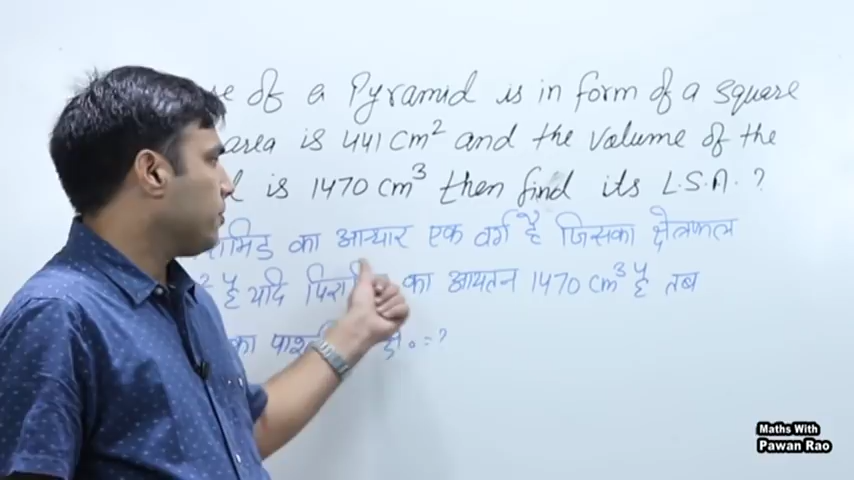 of a Pyramid is in form of a square
area is 441 cm² and the volume of the
is 1470 cm³ then find its L.S.A. ?
का आधार एक वर्ग है जिसका क्षेत्रफल
है यदि का आयतन 1470 cm³ है तब
का = ?
Maths With
Pawan Rao